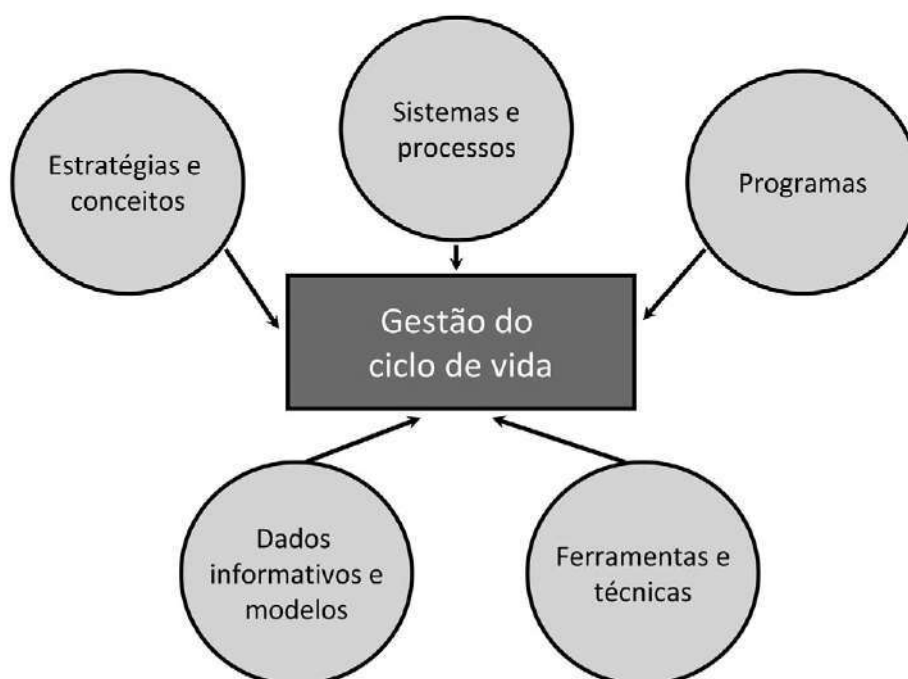 Sistemas e
processos
Estratégias e
conceitos
Programas
Gestão do
ciclo de vida
Dados
informativos e
modelos
Ferramentas e
técnicas